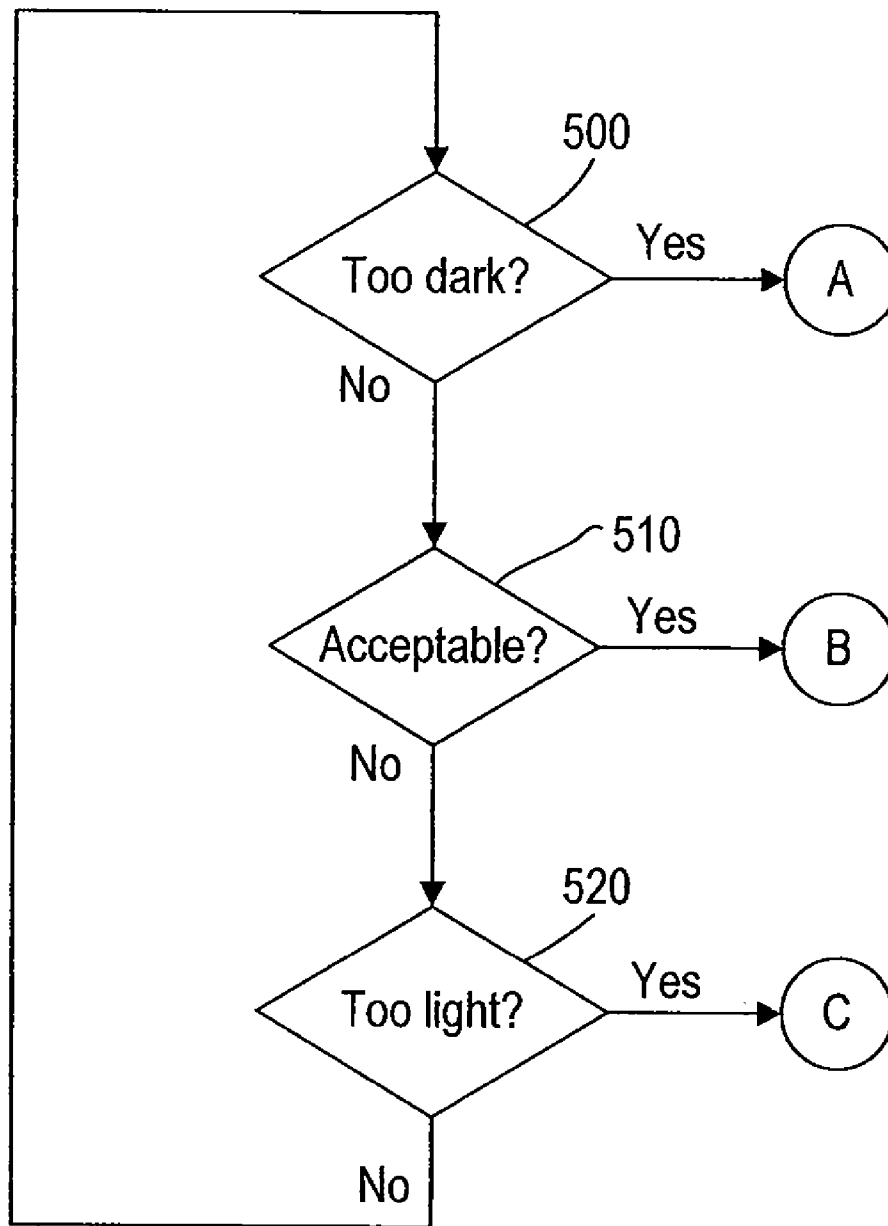 500
Too dark?
Yes
A
No
510
Acceptable?
Yes
B
No
520
Too light?
Yes
C
No